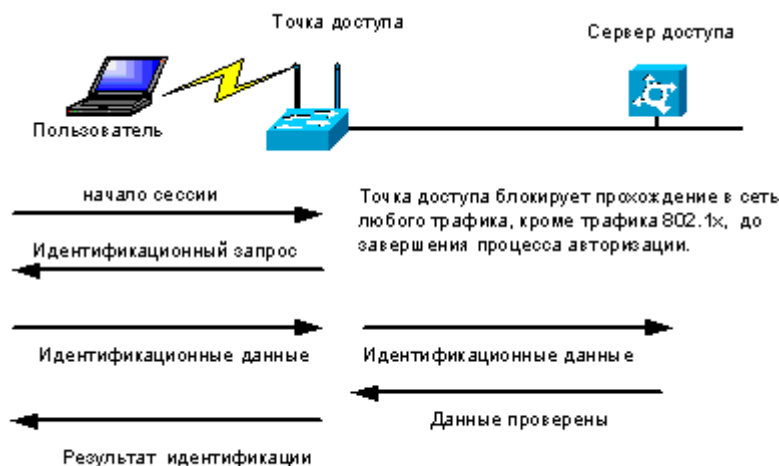 Точка доступа
Сервер доступа
Пользователь
начало сессии
Точка доступа блокирует прохождение в сеть
любого трафика, кроме трафика 802.1x, до
завершения процесса авторизации.
Идентификационный запрос
Идентификационные данные
Идентификационные данные
Данные проверены
Результат идентификации